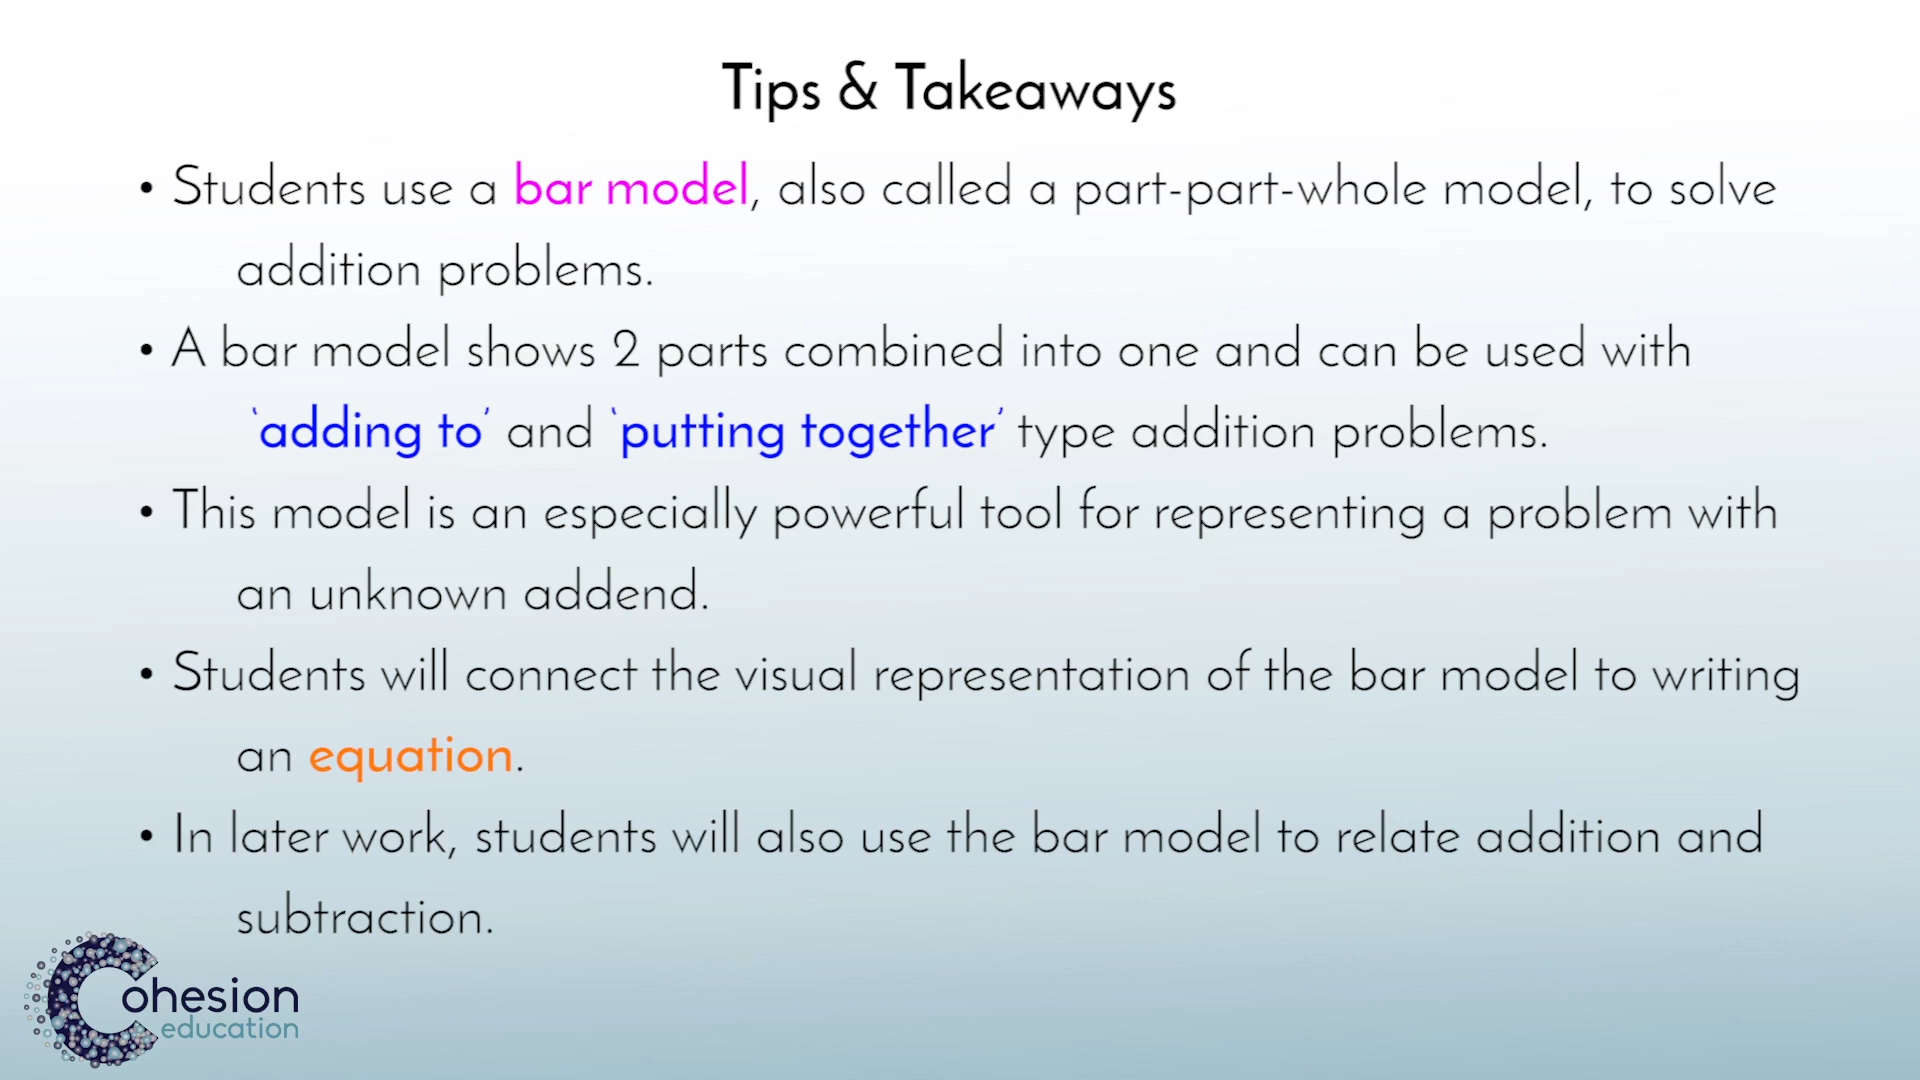 Tips & Takeaways
• Students use a bar model, also called a part-part-whole model, to solve
addition problems.
• A bar model shows 2 parts combined into one and can be used with
‘adding to’ and ‘putting together’ type addition problems.
• This model is an especially powerful tool for representing a problem with
an unknown addend.
• Students will connect the visual representation of the bar model to writing
an equation.
• In later work, students will also use the bar model to relate addition and
subtraction.
Cohesion
education